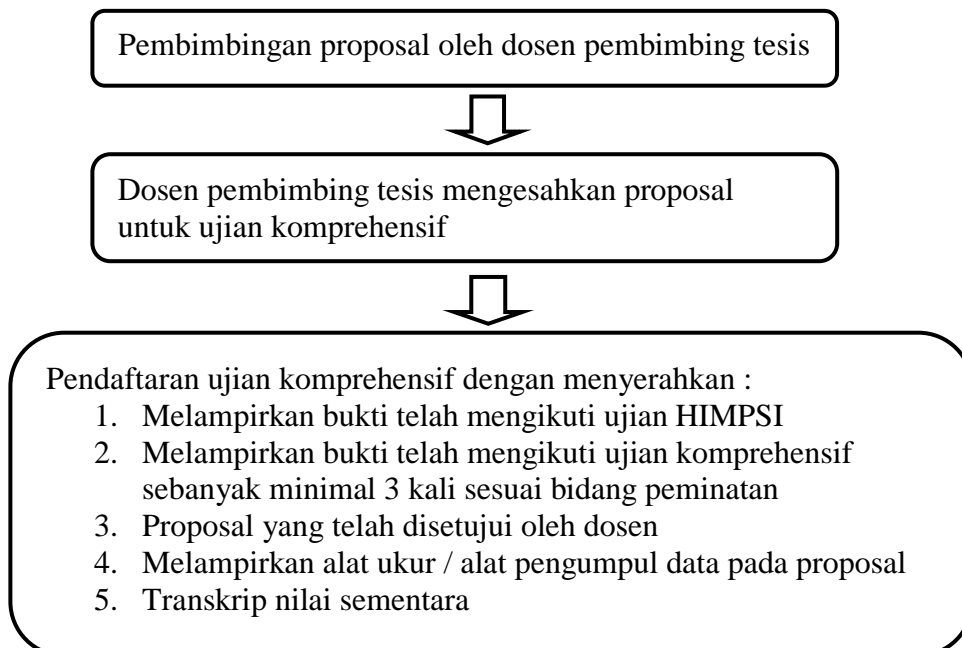 Pembimbingan proposal oleh dosen pembimbing tesis
Dosen pembimbing tesis mengesahkan proposal
untuk ujian komprehensif
Pendaftaran ujian komprehensif dengan menyerahkan :
1. Melampirkan bukti telah mengikuti ujian HIMPSI
2. Melampirkan bukti telah mengikuti ujian komprehensif
sebanyak minimal 3 kali sesuai bidang peminatan
3. Proposal yang telah disetujui oleh dosen
4. Melampirkan alat ukur / alat pengumpul data pada proposal
5. Transkrip nilai sementara